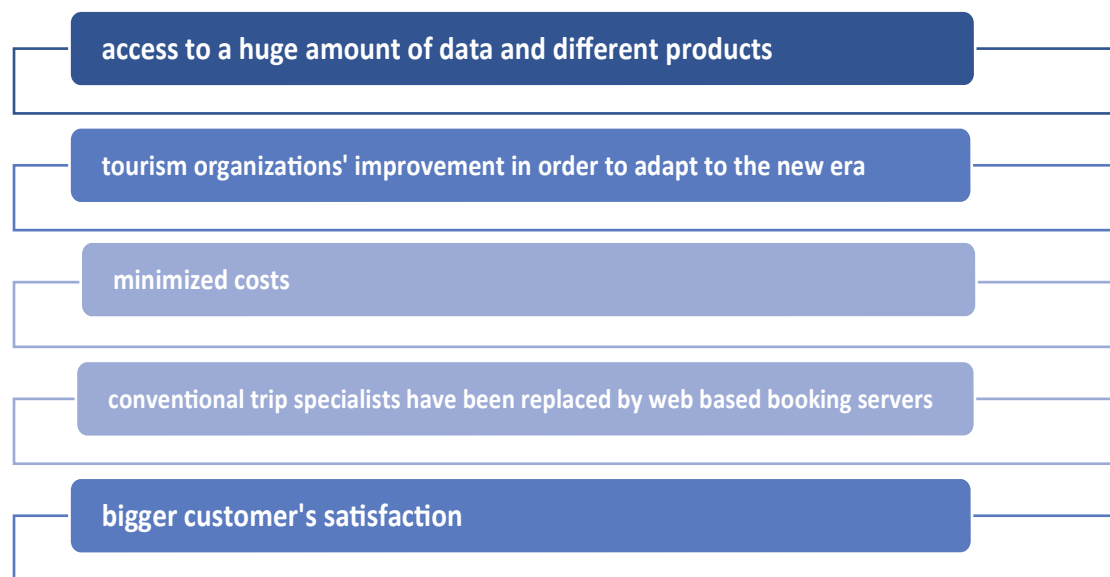 access to a huge amount of data and different products
tourism organizations' improvement in order to adapt to the new era
minimized costs
conventional trip specialists have been replaced by web based booking servers
bigger customer's satisfaction